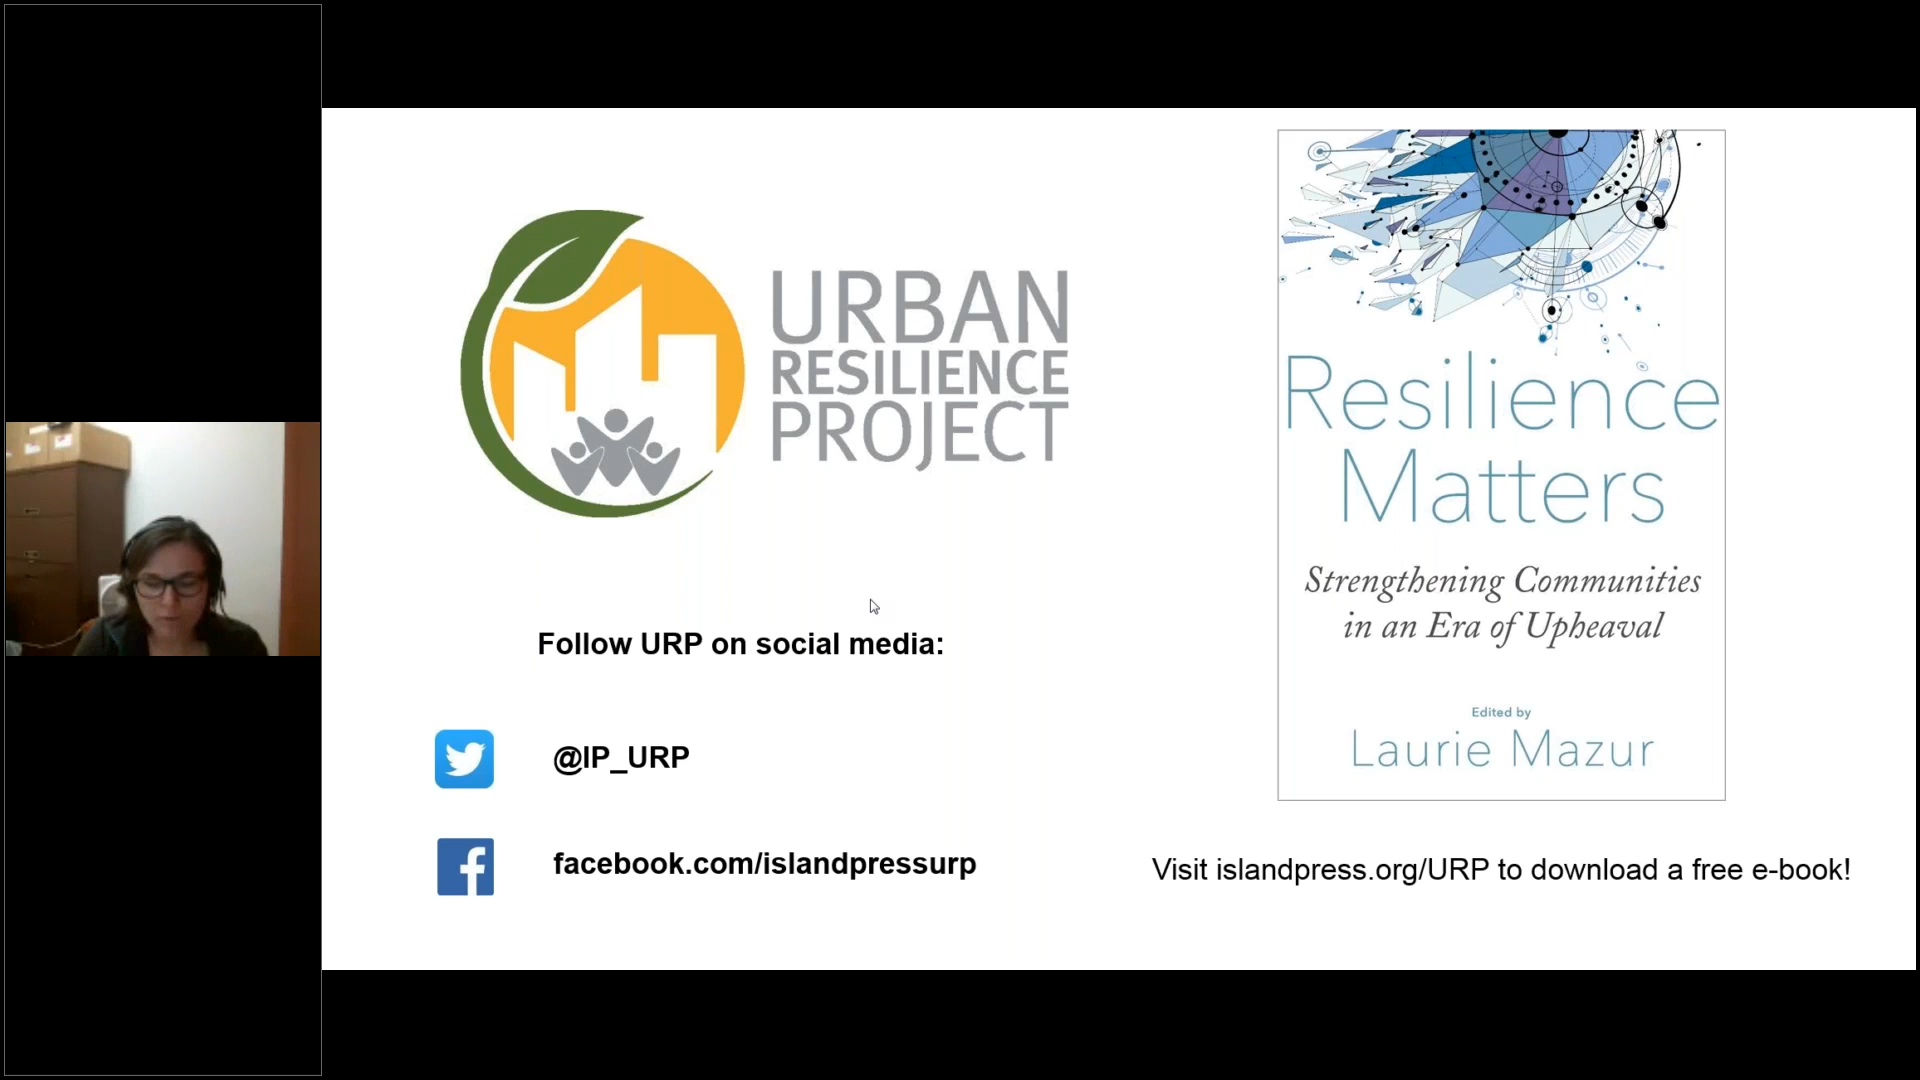 URBAN
RESILIENCE
PROJECT
Follow URP on social media:
@IP_URP
facebook.com/islandpressurp
Resilience
Matters
Strengthening Communities
in an Era of Upheaval
Edited by
Laurie Mazur
Visit islandpress.org/URP to download a free e-book!